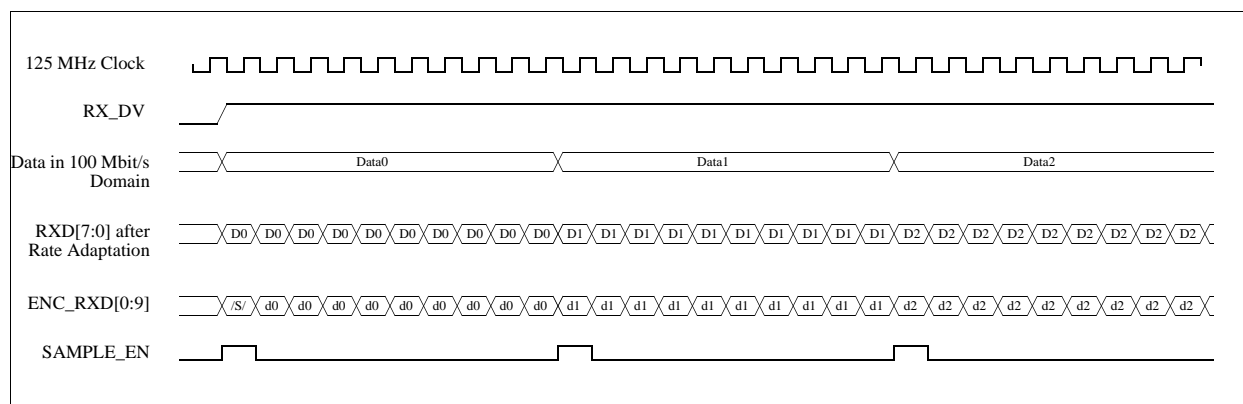 125 MHz Clock
RX_DV
Data in 100 Mbit/s Domain Data0 Data1 Data2
RXD[7:0] after Rate Adaptation D0 D0 D0 D0 D0 D0 D0 D0 D0 D0 D1 D1 D1 D1 D1 D1 D1 D1 D1 D1 D2 D2 D2 D2 D2 D2 D2 D2 D2
ENC_RXD[0:9] /S/ d0 d0 d0 d0 d0 d0 d0 d0 d0 d1 d1 d1 d1 d1 d1 d1 d1 d1 d1 d2 d2 d2 d2 d2 d2 d2 d2 d2
SAMPLE_EN